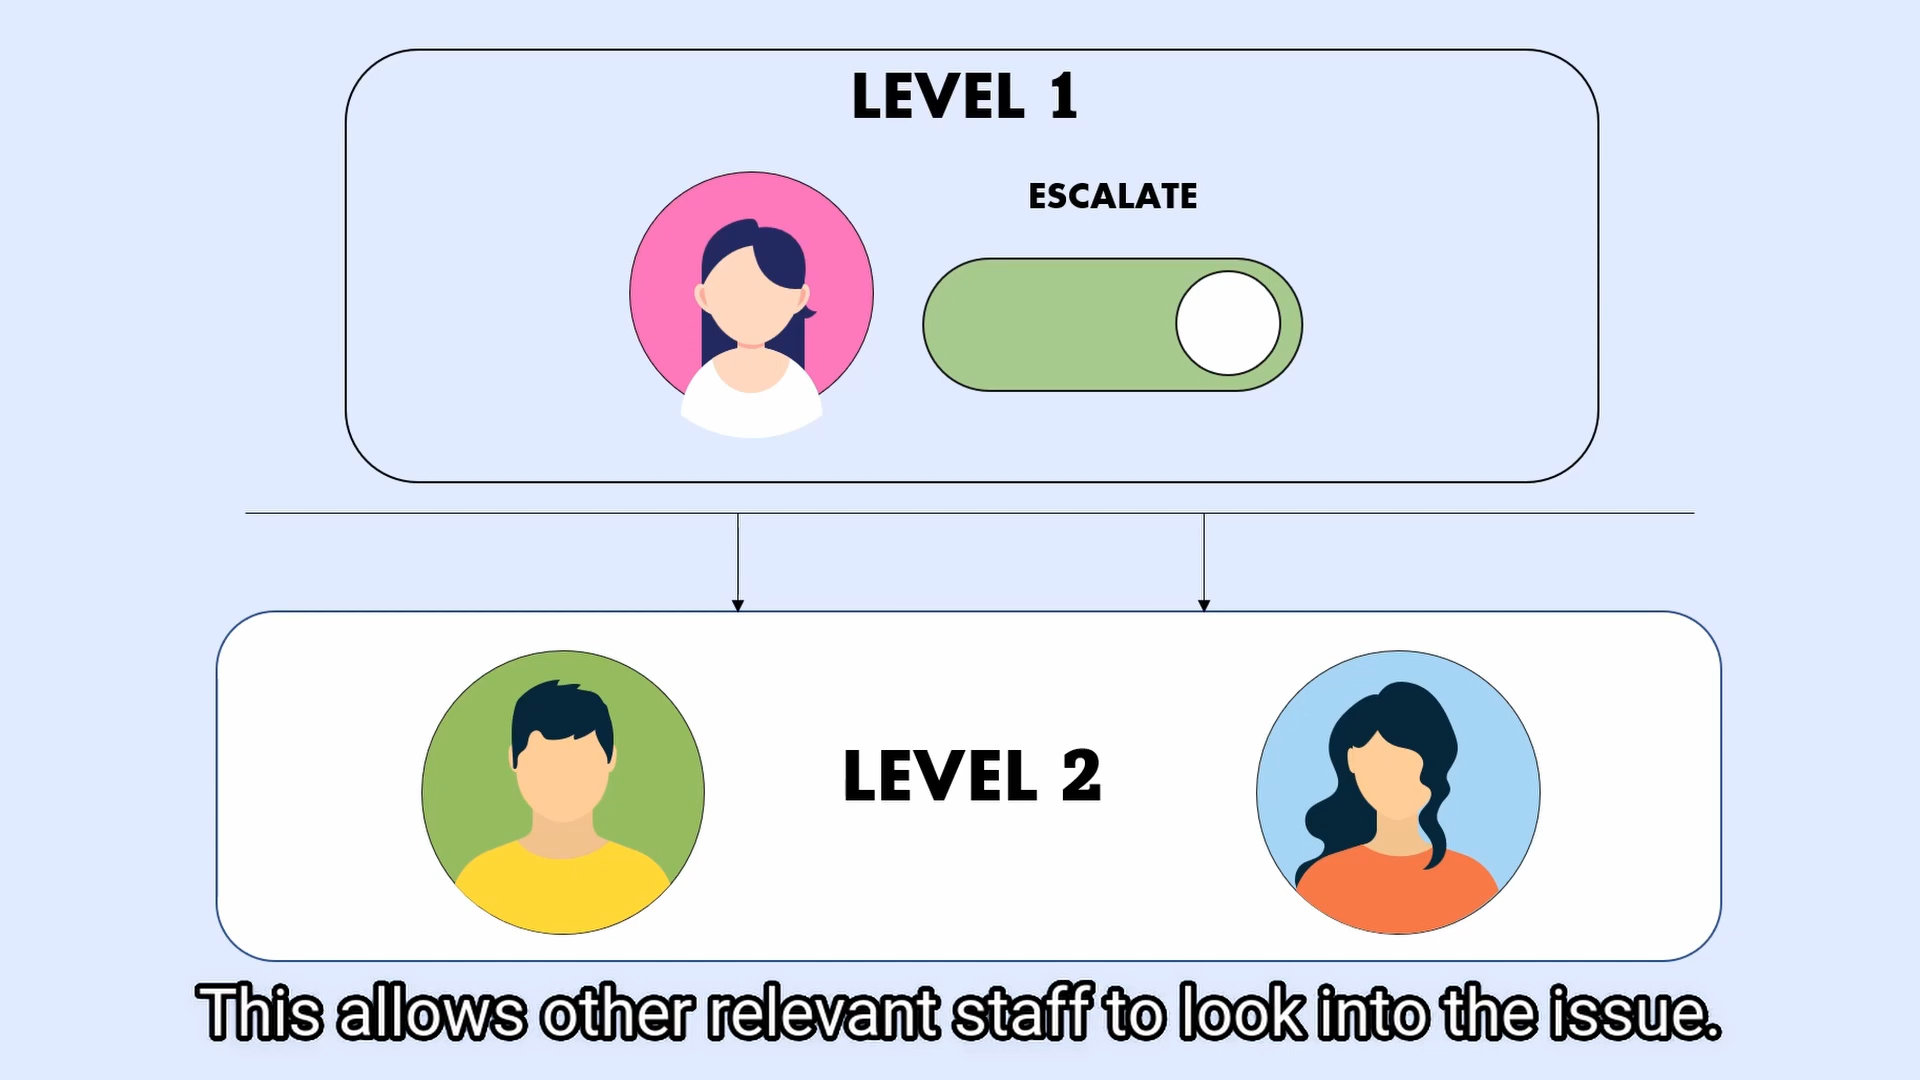 LEVEL 1
ESCALATE
LEVEL 2
This allows other relevant staff to look into the issue.